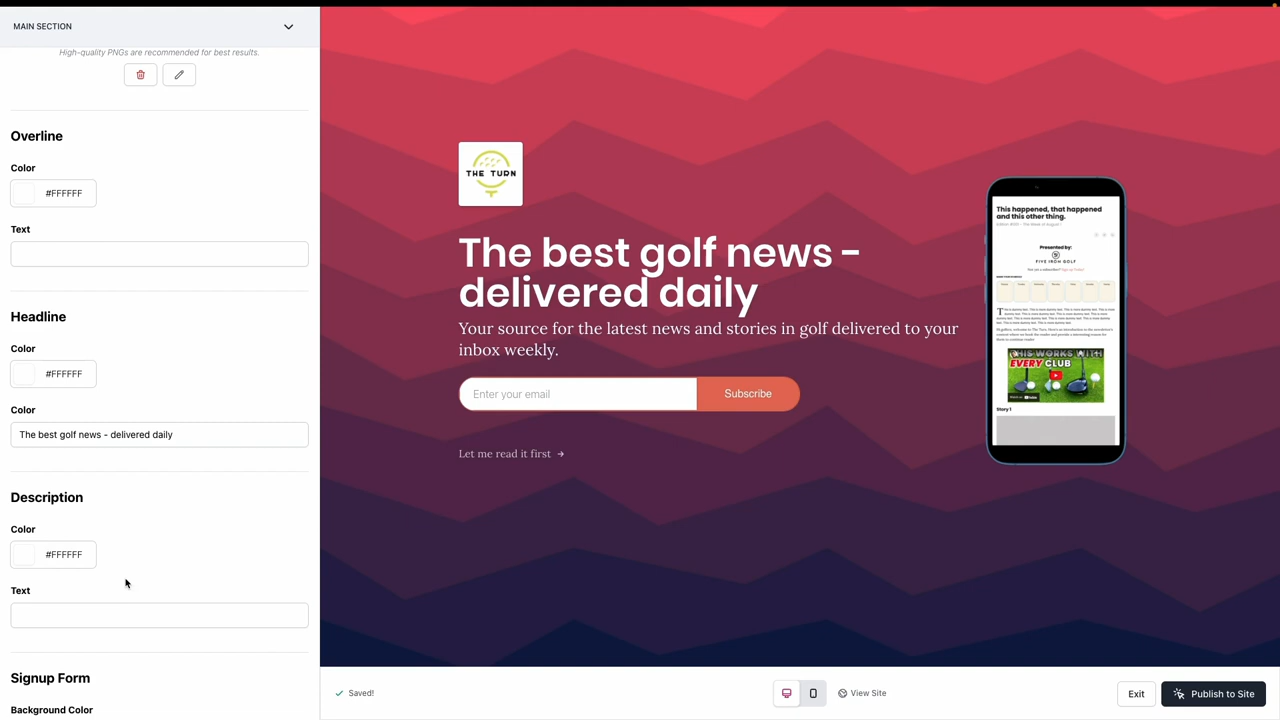 MAIN SECTION
High-quality PNGs are recommended for best results.
Overline
Color
#FFFFFF
Text
Headline
Color
#FFFFFF
Color
The best golf news - delivered daily
Description
Color
#FFFFFF
Text
Signup Form
Background Color
THE TURN
The best golf news -
delivered daily
Your source for the latest news and stories in golf delivered to your
inbox weekly.
Enter your email
Subscribe
Let me read it first →
This happened, that happened
and this other thing.
Presented by:
FIVE IRON GOLF
THIS WORKS WITH
EVERY CLUB
Story 1
Saved!
View Site
Exit
Publish to Site